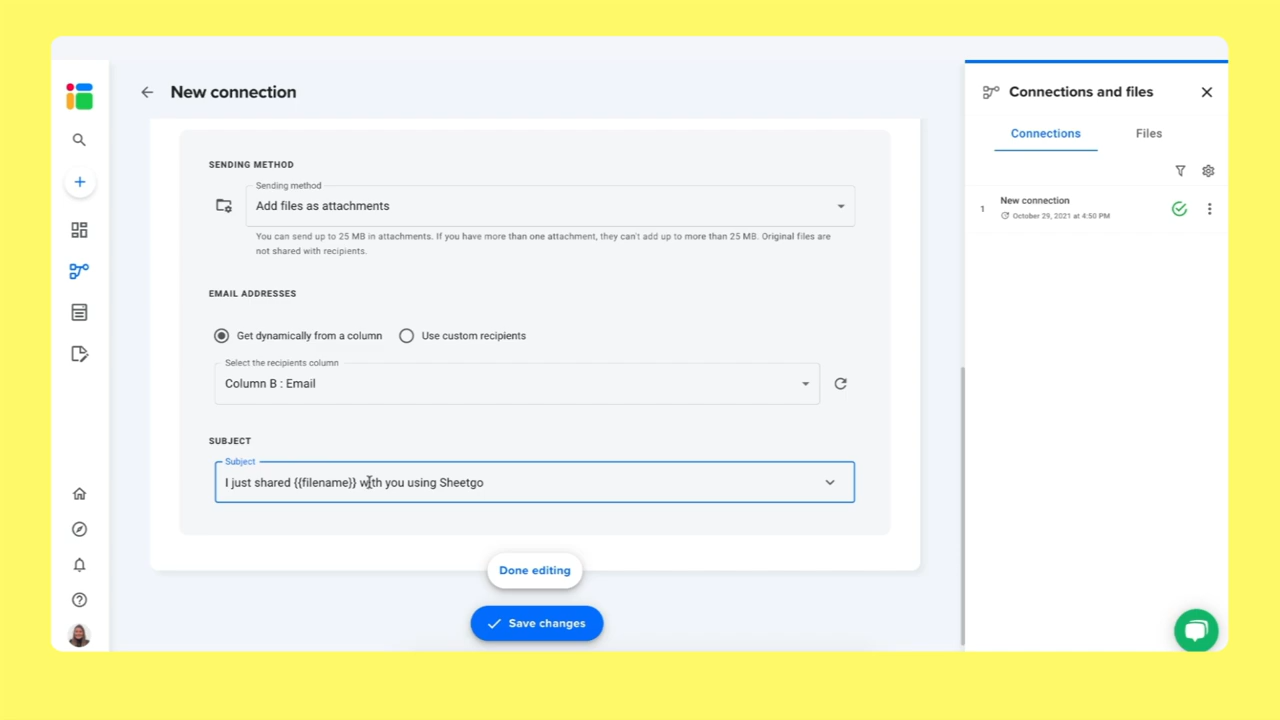 New connection
SENDING METHOD
Sending method
Add files as attachments
You can send up to 25 MB in attachments. If you have more than one attachment, they can't add up to more than 25 MB. Original files are
not shared with recipients.
EMAIL ADDRESSES
Get dynamically from a column
Use custom recipients
Select the recipients column
Column B : Email
SUBJECT
Subject
I just shared {{filename}} with you using Sheetgo
Done editing
Save changes
Connections and files
Connections
Files
1
New connection
October 29, 2021 at 4:50 PM